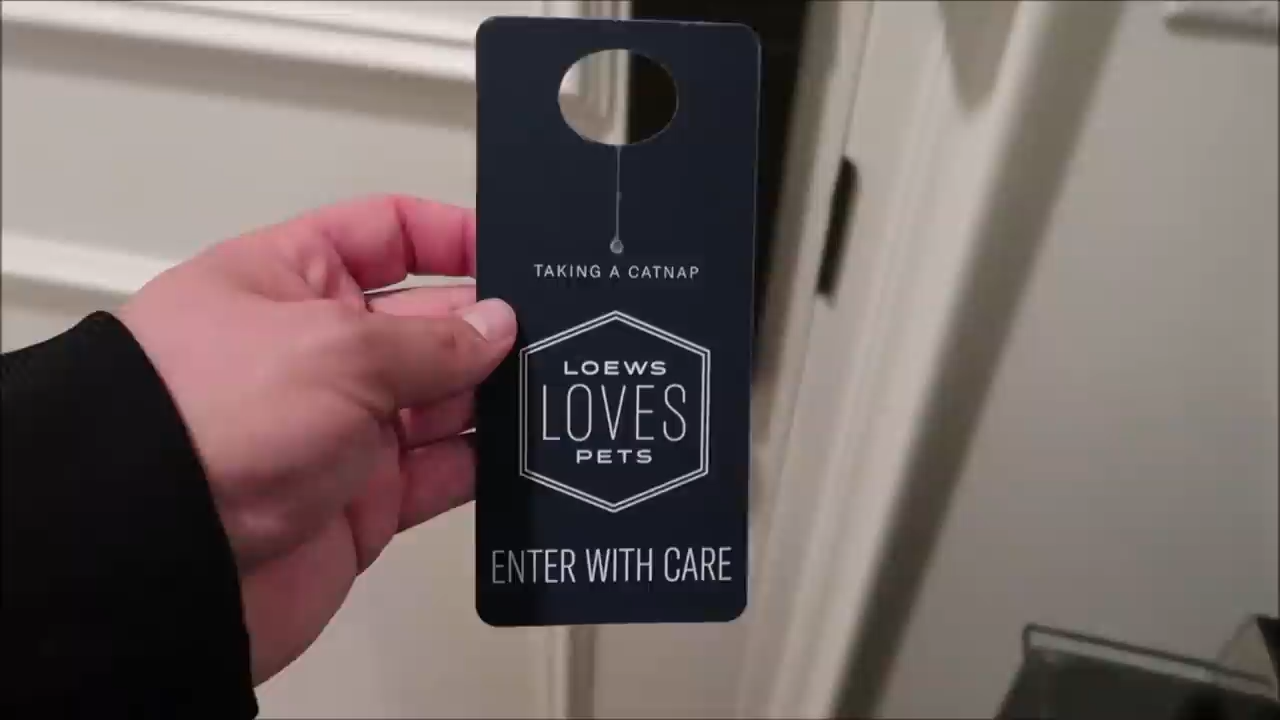 TAKING A CATNAP
LOEWS
LOVES
PETS
ENTER WITH CARE